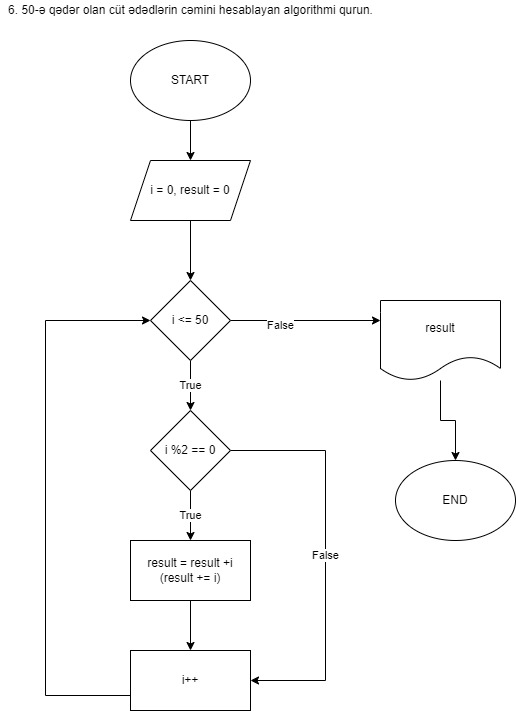 6. 50-ə qədər olan cüt ədədlərin cəmini hesablayan algorithmi qurun.
START
i = 0, result = 0
i <= 50
False
result
True
i %2 == 0
END
True
False
result = result +i
(result += i)
i++